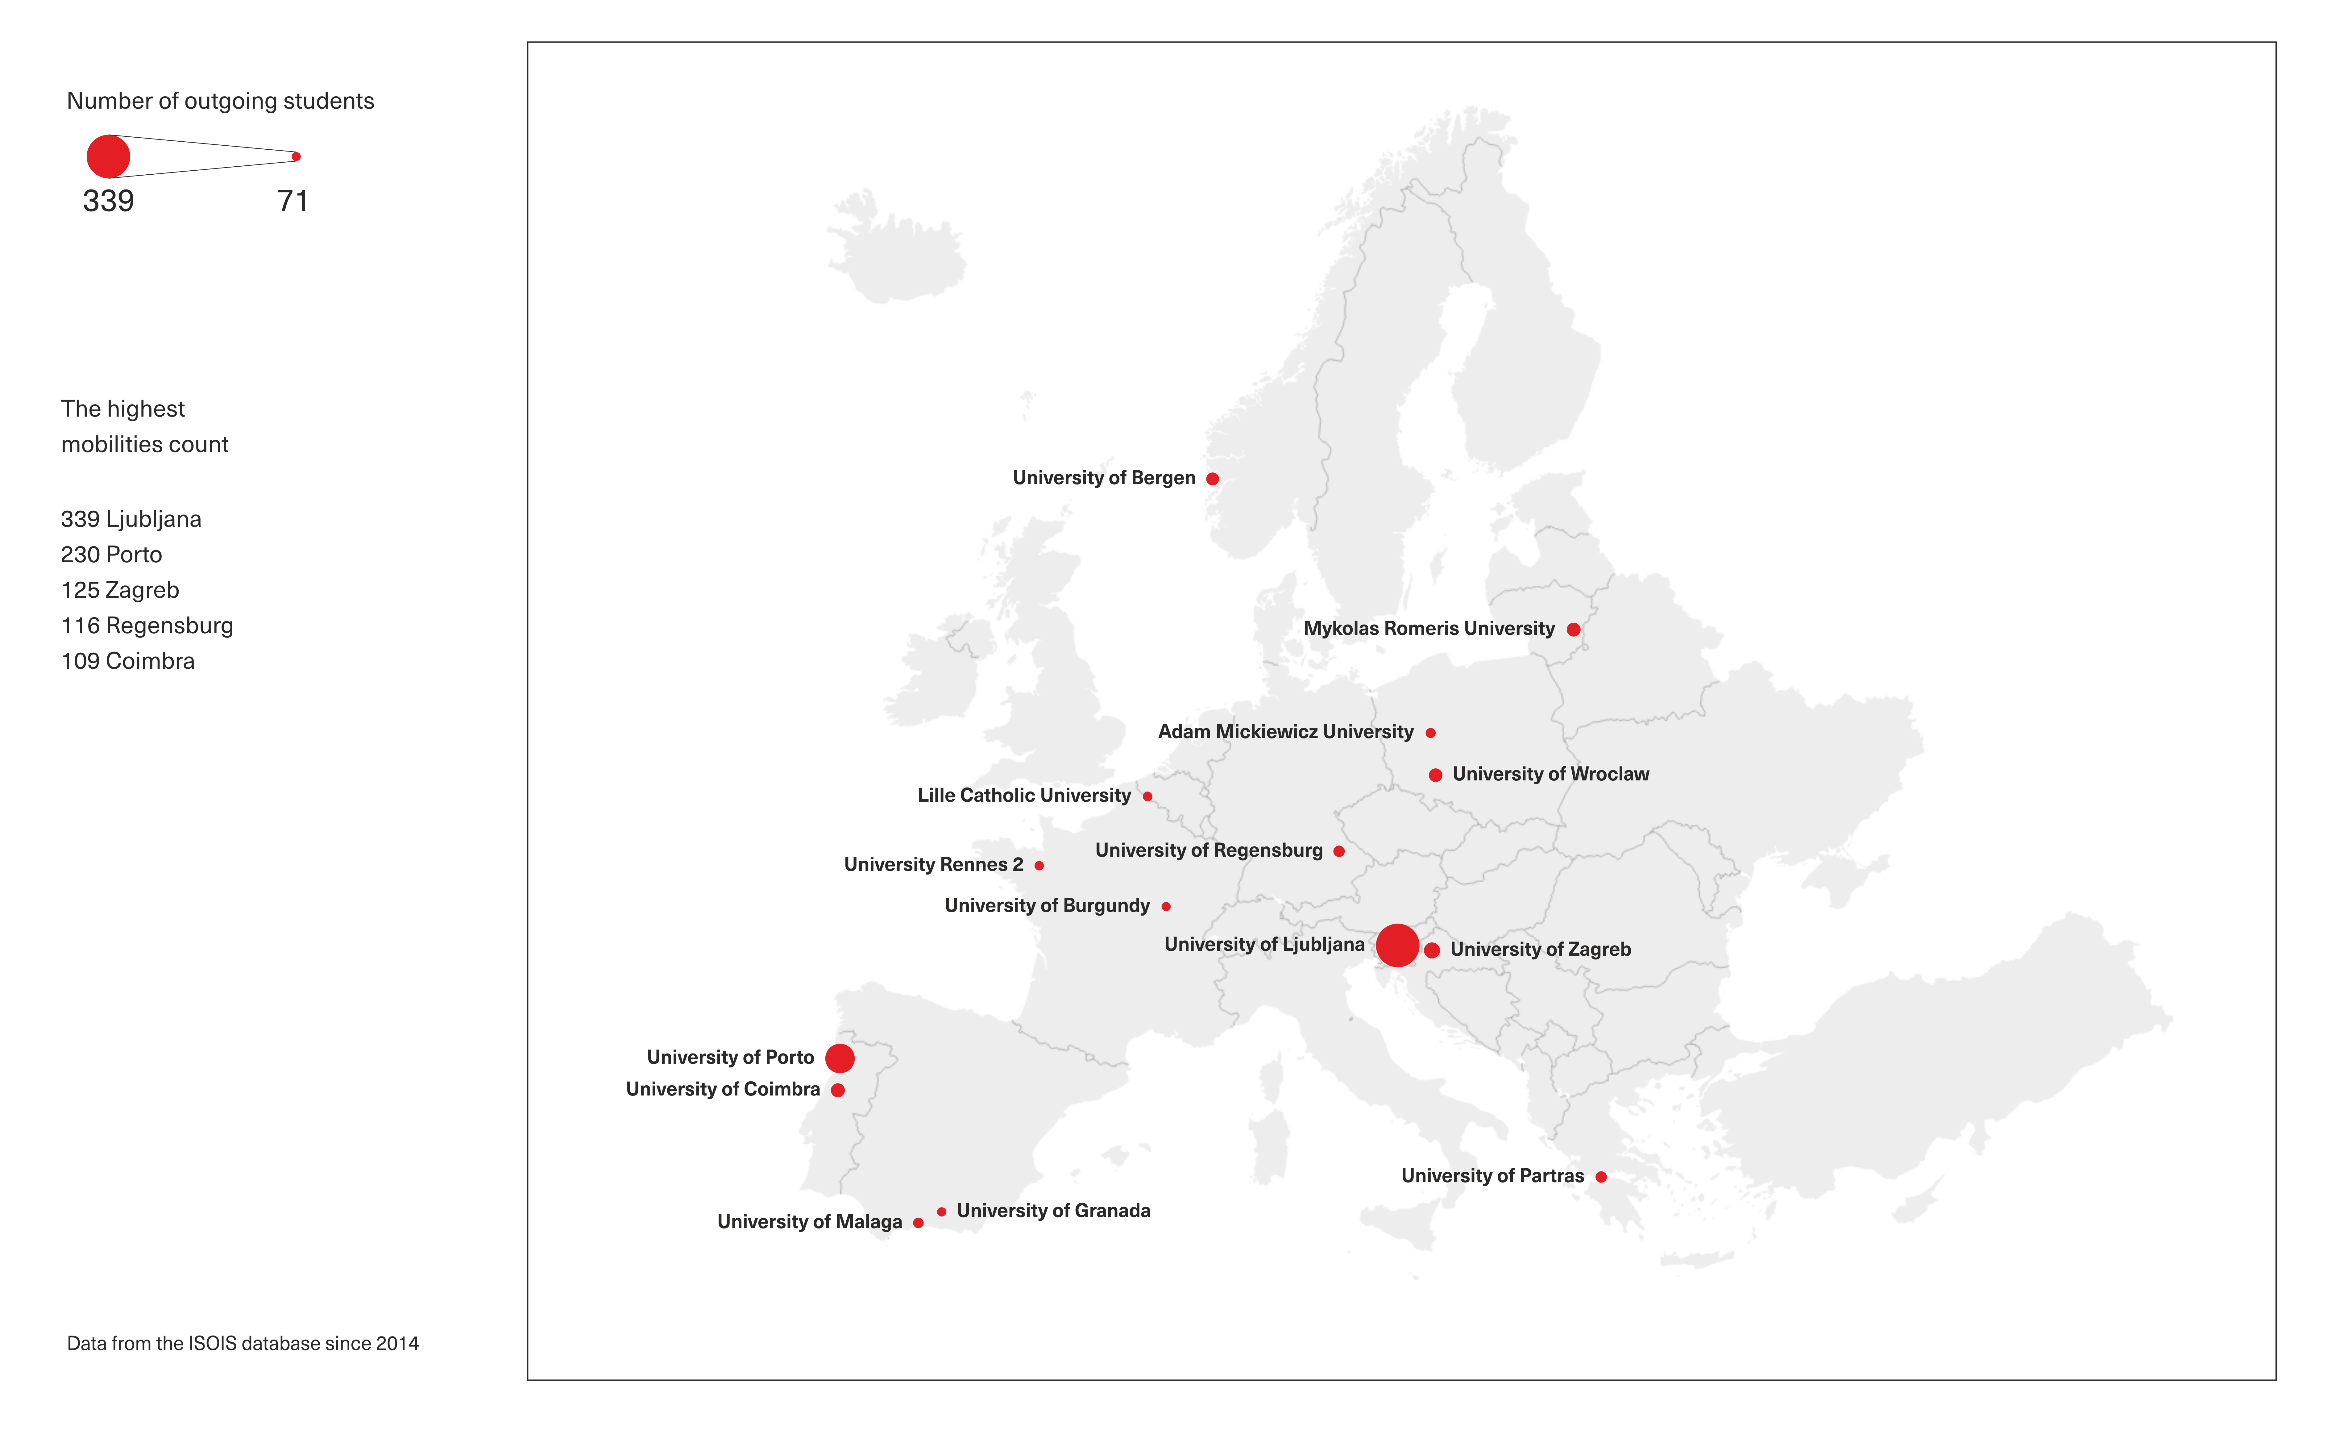 Number of outgoing students
339
71
The highest
mobilities count
339 Ljubljana
230 Porto
125 Zagreb
116 Regensburg
109 Coimbra
Data from the ISOIS database since 2014
University of Bergen
Mykolas Romeris University
Adam Mickiewicz University
University of Wroclaw
Lille Catholic University
University of Regensburg
University Rennes 2
University of Burgundy
University of Ljubljana
University of Zagreb
University of Porto
University of Coimbra
University of Partras
University of Granada
University of Malaga